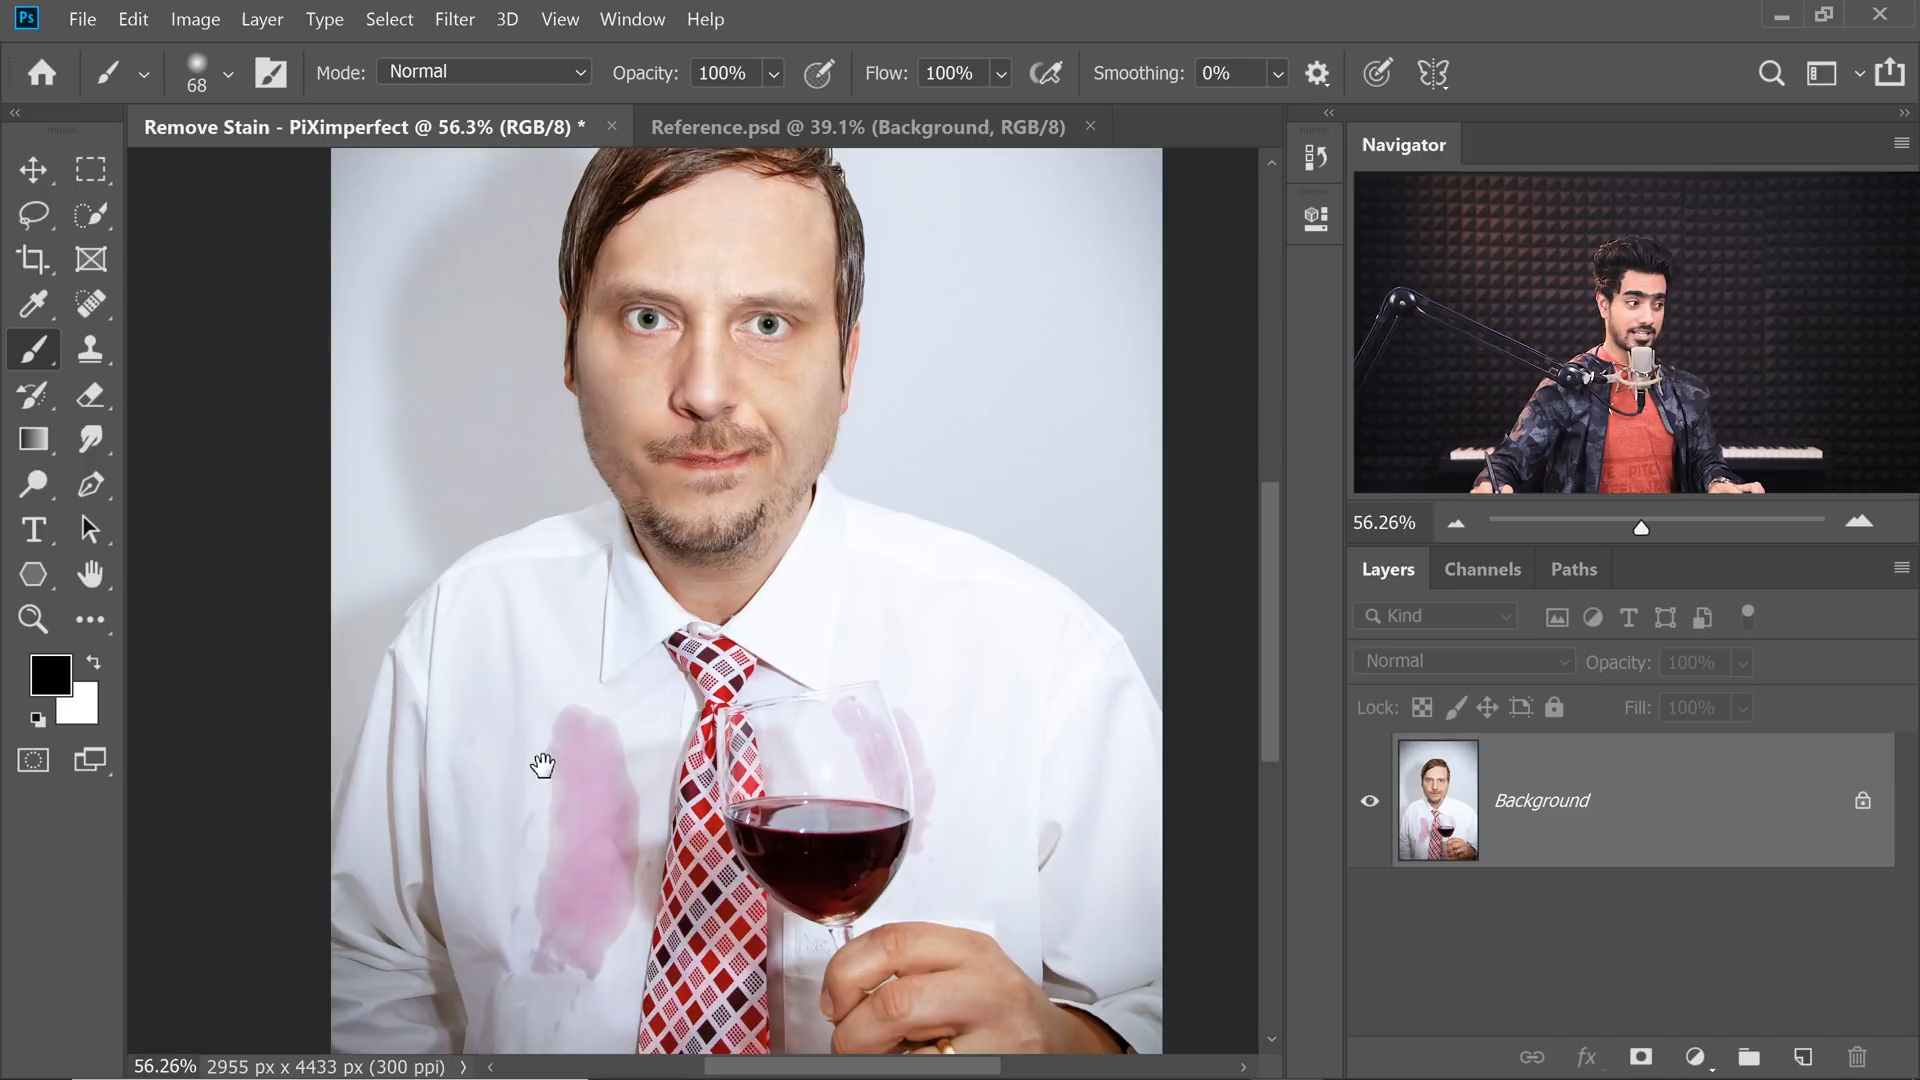 Ps File Edit Image Layer Type Select Filter 3D View Window Help
68 Mode: Normal Opacity: 100% Flow: 100% Smoothing: 0%
Remove Stain - PiXimperfect @ 56.3% (RGB/8) * Reference.psd @ 39.1% (Background, RGB/8)
Navigator
56.26%
Layers Channels Paths
Kind
Normal Opacity: 100%
Lock: Fill: 100%
Background
56.26% 2955 px x 4433 px (300 ppi)